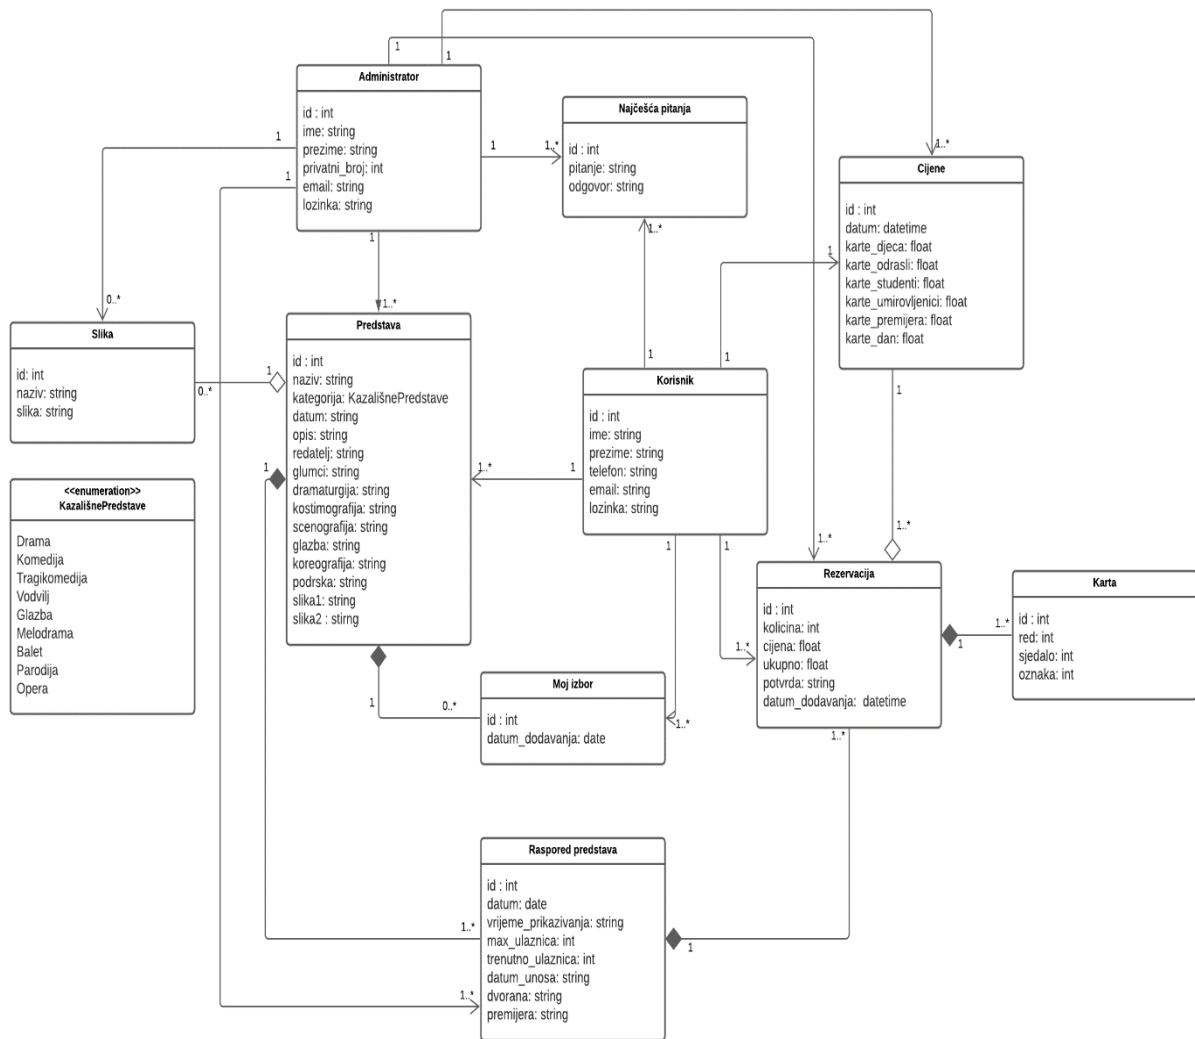 Administrator
id : int
ime: string
prezime: string
privatni_broj: int
email: string
lozinka: string
Najčešća pitanja
id : int
pitanje: string
odgovor: string
Cijene
id : int
datum: datetime
karte_djeca: float
karte_odrasli: float
karte_studenti: float
karte_umirovljenici: float
karte_premijera: float
karte_dan: float
Slika
id: int
naziv: string
slika: string
Predstava
id : int
naziv: string
kategorija: KazališnePredstave
datum: string
opis: string
redatelj: string
glumci: string
dramaturgija: string
kostimografija: string
scenografija: string
glazba: string
koreografija: string
podrska: string
slika1: string
slika2 : stirng
Korisnik
id : int
ime: string
prezime: string
telefon: string
email: string
lozinka: string
<<enumeration>>
KazališnePredstave
Drama
Komedija
Tragikomedija
Vodvilj
Glazba
Melodrama
Balet
Parodija
Opera
Rezervacija
id : int
kolicina: int
cijena: float
ukupno: float
potvrda: string
datum_dodavanja: datetime
Karta
id : int
red: int
sjedalo: int
oznaka: int
Moj izbor
id : int
datum_dodavanja: date
Raspored predstava
id : int
datum: date
vrijeme_prikazivanja: string
max_ulaznica: int
trenutno_ulaznica: int
datum_unosa: string
dvorana: string
premijera: string
1
1
1
1
1
1..*
1..*
1
0..*
1..*
1..*
1
1
0..*
1
1
1..*
1
1
1
1..*
1..*
1
1
1..*
1..*
1
1..*
1
0..*
1..*
1..*
1..*
1
1..*